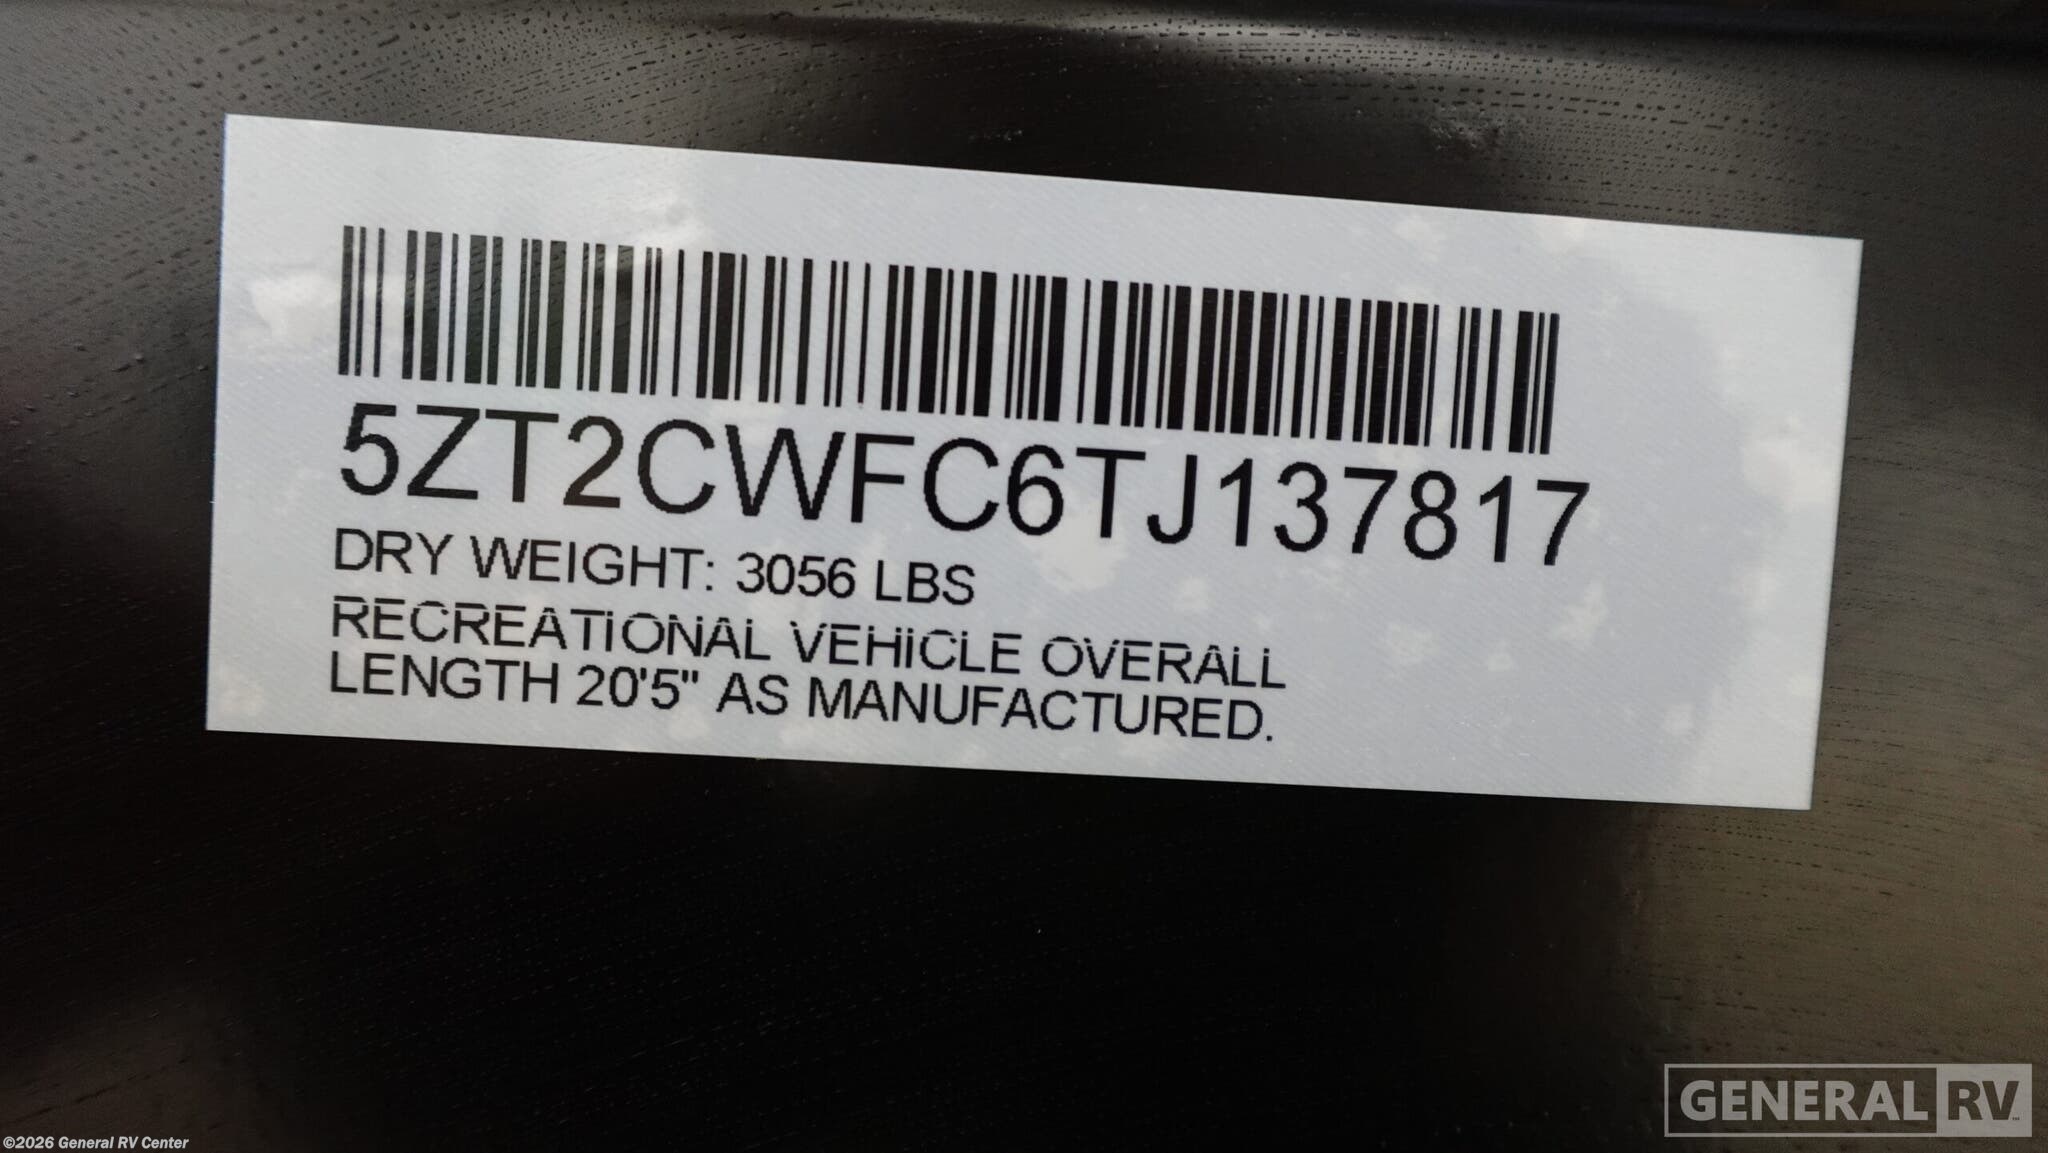 5ZT2CWFC6TJ137817
DRY WEIGHT: 3056 LBS
RECREATIONAL VEHICLE OVERALL
LENGTH 20'5" AS MANUFACTURED.
GENERAL RV
©2026 General RV Center